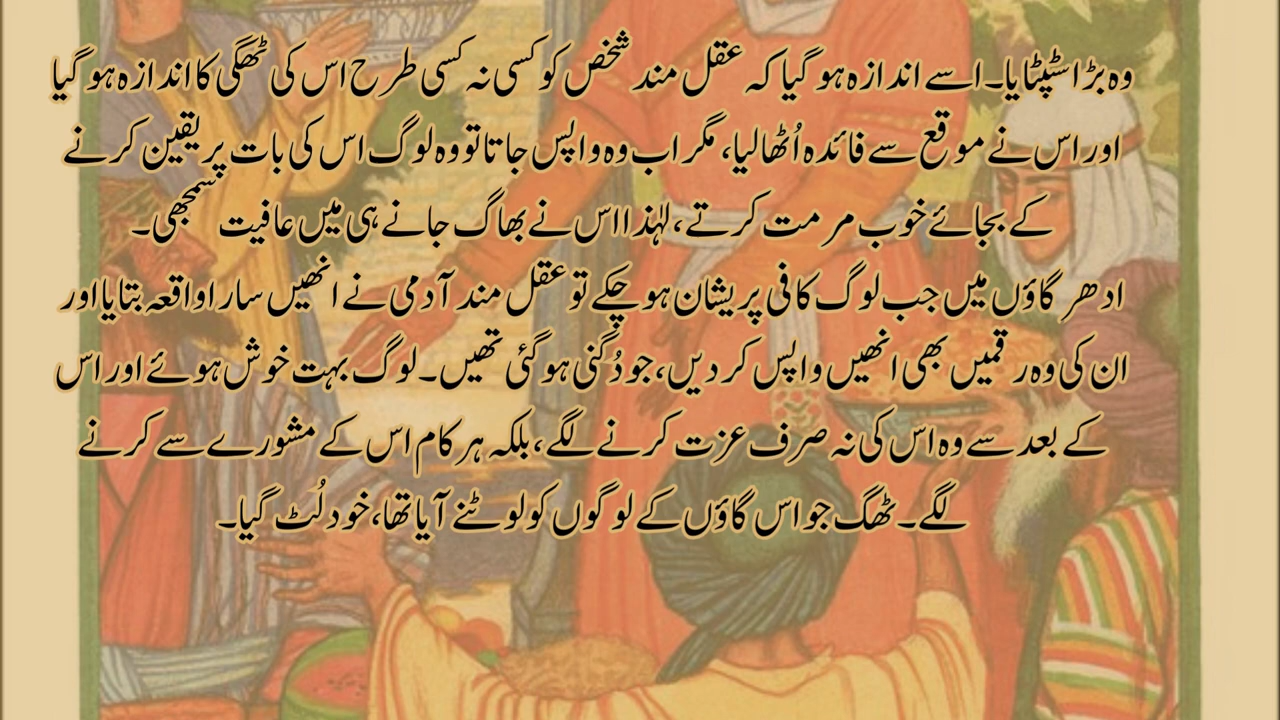 وہ بڑا سٹپٹایا۔ اسے اندازہ ہو گیا کہ عقل مند شخص کو کسی نہ کسی طرح اس کی ٹھگی کا اندازہ ہو گیا
اور اس نے موقع سے فائدہ اُٹھا لیا، مگر اب وہ واپس جاتا تو وہ لوگ اس کی بات پر یقین کرنے
کے بجائے خوب مرمت کرتے، لہٰذا اس نے بھاگ جانے ہی میں عافیت سمجھی۔
ادھر گاؤں میں جب لوگ کافی پریشان ہو چکے تو عقل مند آدمی نے انھیں سارا واقعہ بتایا اور
ان کی وہ رقمیں بھی انھیں واپس کر دیں، جو دُگنی ہو گئی تھیں۔ لوگ بہت خوش ہوئے اور اس
کے بعد سے وہ اس کی نہ صرف عزت کرنے لگے، بلکہ ہر کام اس کے مشورے سے کرنے
لگے۔ ٹھگ جو اس گاؤں کے لوگوں کو لوٹنے آیا تھا، خود لُٹ گیا۔